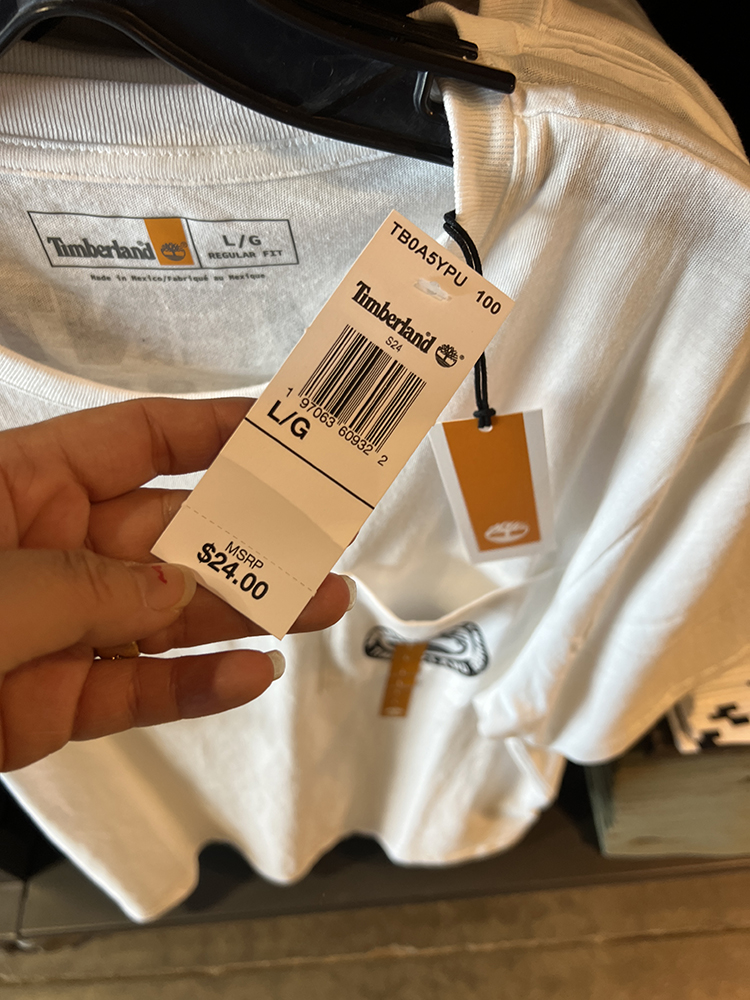 Timberland
L/G
REGULAR FIT
Made in Mexico/Fabriqué au Mexique
TB0A5YPU 100
Timberland
S24
1 97063 60932 2
L/G
MSRP
$24.00